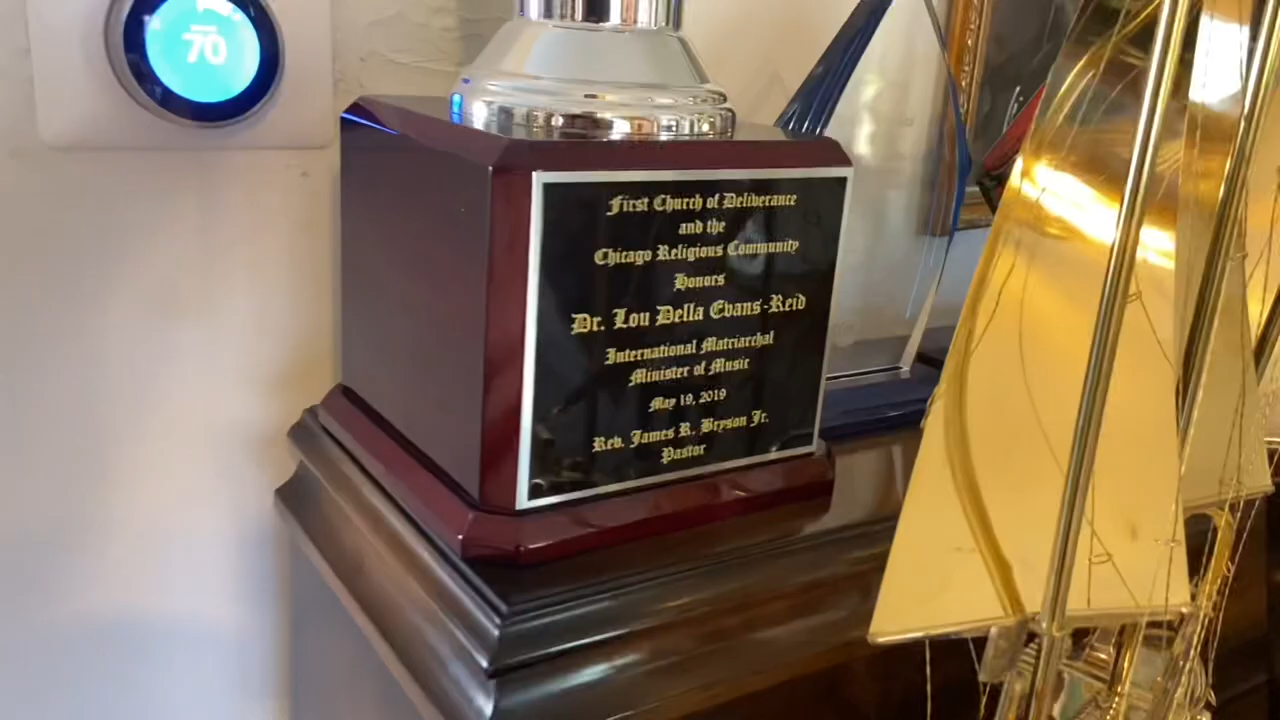 70
First Church of Deliverance
and the
Chicago Religious Community
Honors
Dr. Lou Della Evans-Reid
International Matriarchal
Minister of Music
May 19, 2019
Rev. James R. Bryson Jr.
Pastor